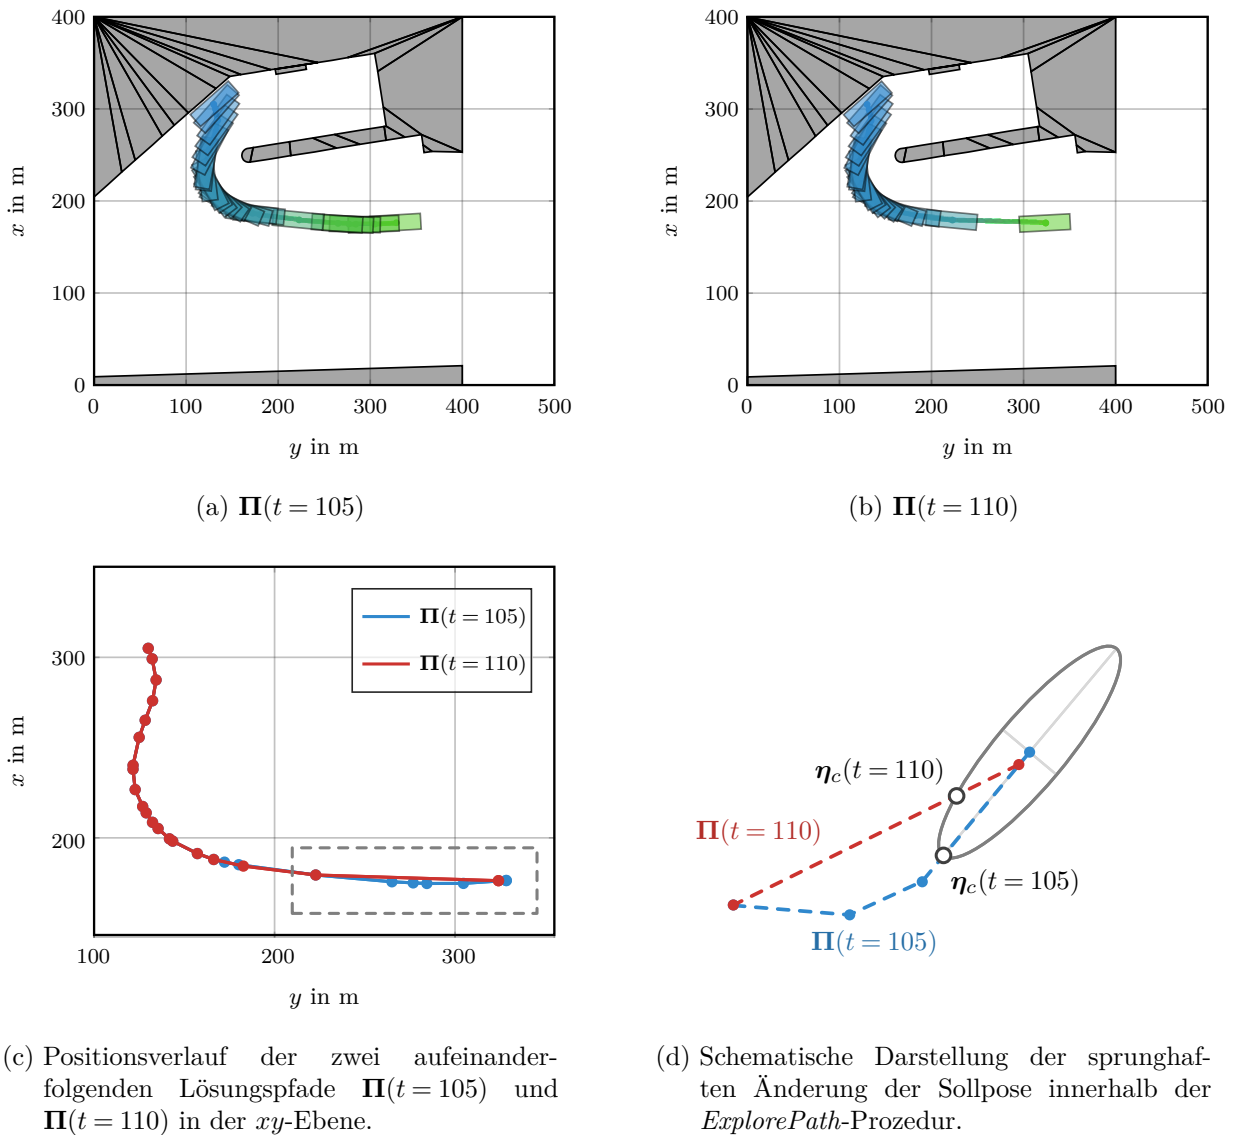 400
300
200
100
0
x in m
0 100 200 300 400 500
y in m
(a) Π(t = 105)
400
300
200
100
0
x in m
0 100 200 300 400 500
y in m
(b) Π(t = 110)
300
200
x in m
100 200 300
y in m
Π(t = 105)
Π(t = 110)
(c) Positionsverlauf der zwei aufeinander-
folgenden Lösungspfade Π(t = 105) und
Π(t = 110) in der xy-Ebene.
η_c(t = 110)
Π(t = 110)
η_c(t = 105)
Π(t = 105)
(d) Schematische Darstellung der sprunghaf-
ten Änderung der Sollpose innerhalb der
ExplorePath-Prozedur.